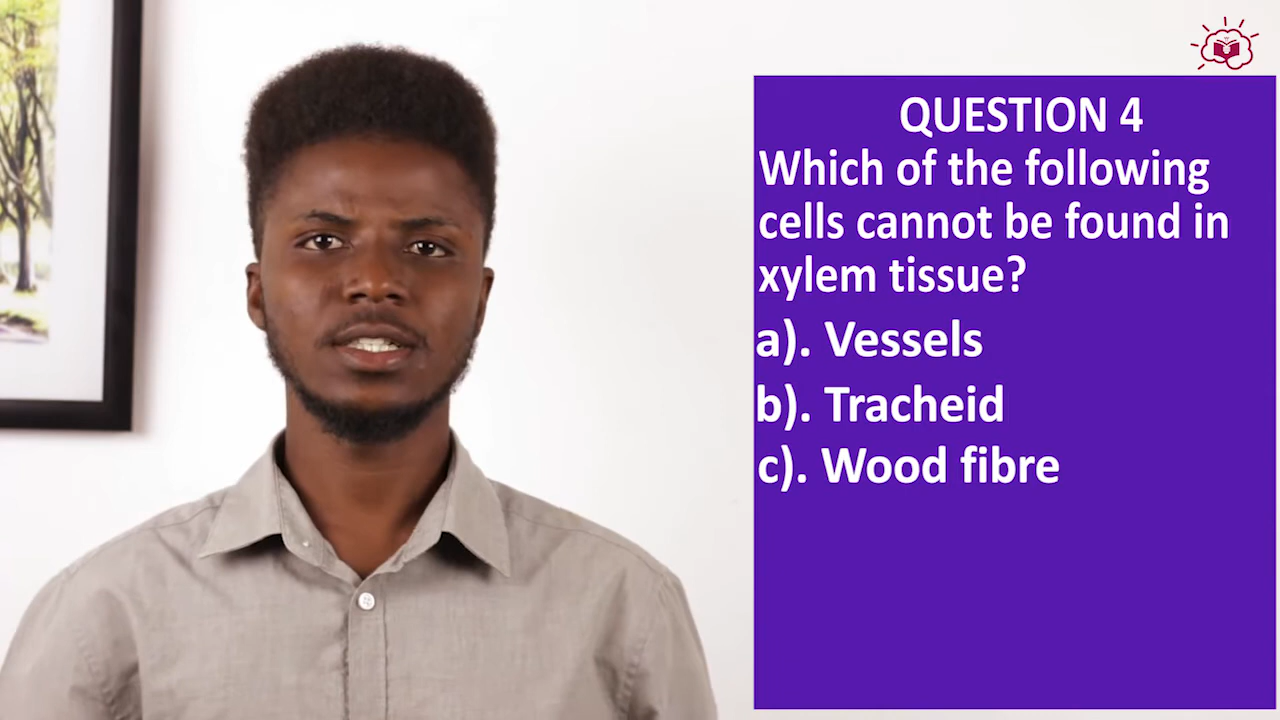 QUESTION 4
Which of the following
cells cannot be found in
xylem tissue?
a). Vessels
b). Tracheid
c). Wood fibre